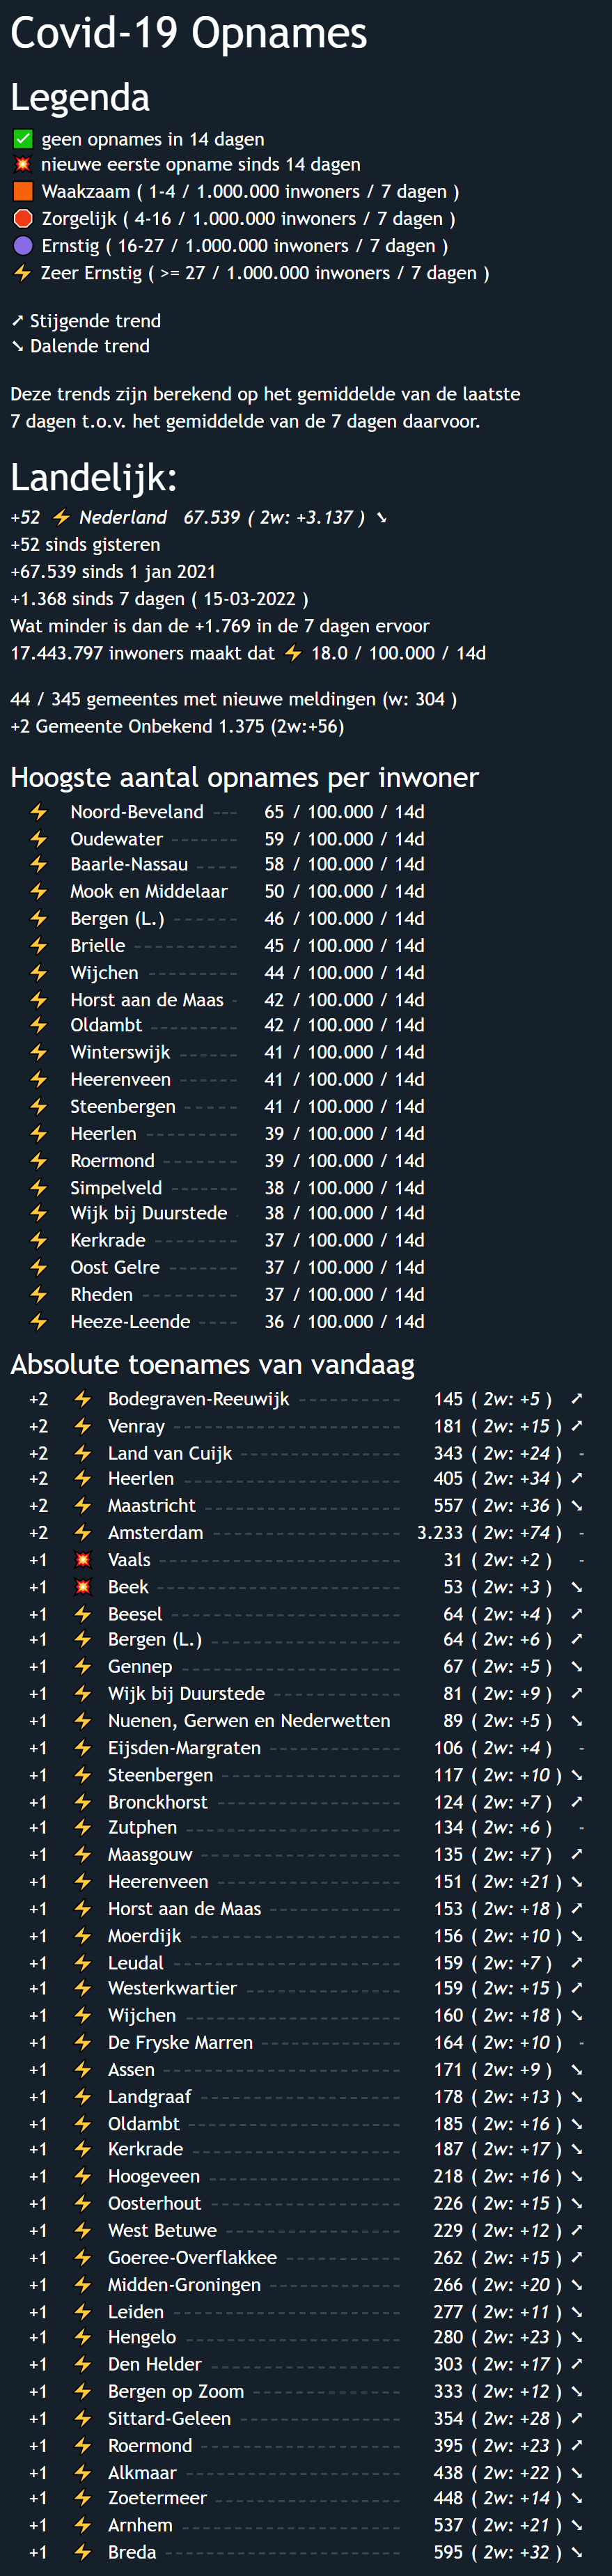 Covid-19 Opnames
Legenda
✅ geen opnames in 14 dagen
💥 nieuwe eerste opname sinds 14 dagen
🟧 Waakzaam ( 1-4 / 1.000.000 inwoners / 7 dagen )
🛑 Zorgelijk ( 4-16 / 1.000.000 inwoners / 7 dagen )
🟣 Ernstig ( 16-27 / 1.000.000 inwoners / 7 dagen )
⚡ Zeer Ernstig ( >= 27 / 1.000.000 inwoners / 7 dagen )
➚ Stijgende trend
➘ Dalende trend
Deze trends zijn berekend op het gemiddelde van de laatste
7 dagen t.o.v. het gemiddelde van de 7 dagen daarvoor.
Landelijk:
+52 ⚡ Nederland 67.539 ( 2w: +3.137 ) ➘
+52 sinds gisteren
+67.539 sinds 1 jan 2021
+1.368 sinds 7 dagen ( 15-03-2022 )
Wat minder is dan de +1.769 in de 7 dagen ervoor
17.443.797 inwoners maakt dat ⚡ 18.0 / 100.000 / 14d
44 / 345 gemeentes met nieuwe meldingen (w: 304 )
+2 Gemeente Onbekend 1.375 (2w:+56)
Hoogste aantal opnames per inwoner
⚡ Noord-Beveland --- 65 / 100.000 / 14d
⚡ Oudewater ------- 59 / 100.000 / 14d
⚡ Baarle-Nassau ---- 58 / 100.000 / 14d
⚡ Mook en Middelaar 50 / 100.000 / 14d
⚡ Bergen (L.) ------ 46 / 100.000 / 14d
⚡ Brielle ---------- 45 / 100.000 / 14d
⚡ Wijchen --------- 44 / 100.000 / 14d
⚡ Horst aan de Maas - 42 / 100.000 / 14d
⚡ Oldambt --------- 42 / 100.000 / 14d
⚡ Winterswijk ------ 41 / 100.000 / 14d
⚡ Heerenveen ------ 41 / 100.000 / 14d
⚡ Steenbergen ----- 41 / 100.000 / 14d
⚡ Heerlen --------- 39 / 100.000 / 14d
⚡ Roermond ------- 39 / 100.000 / 14d
⚡ Simpelveld ------- 38 / 100.000 / 14d
⚡ Wijk bij Duurstede 38 / 100.000 / 14d
⚡ Kerkrade -------- 37 / 100.000 / 14d
⚡ Oost Gelre ------- 37 / 100.000 / 14d
⚡ Rheden --------- 37 / 100.000 / 14d
⚡ Heeze-Leende ---- 36 / 100.000 / 14d
Absolute toenames van vandaag
+2 ⚡ Bodegraven-Reeuwijk ----------- 145 ( 2w: +5 ) ➚
+2 ⚡ Venray ----------------------- 181 ( 2w: +15 ) ➚
+2 ⚡ Land van Cuijk ---------------- 343 ( 2w: +24 ) -
+2 ⚡ Heerlen ---------------------- 405 ( 2w: +34 ) ➚
+2 ⚡ Maastricht -------------------- 557 ( 2w: +36 ) ➘
+2 ⚡ Amsterdam ------------------- 3.233 ( 2w: +74 ) -
+1 💥 Vaals ------------------------ 31 ( 2w: +2 ) -
+1 💥 Beek ------------------------ 53 ( 2w: +3 ) ➘
+1 ⚡ Beesel ----------------------- 64 ( 2w: +4 ) ➚
+1 ⚡ Bergen (L.) ------------------- 64 ( 2w: +6 ) ➚
+1 ⚡ Gennep ---------------------- 67 ( 2w: +5 ) ➘
+1 ⚡ Wijk bij Duurstede ------------- 81 ( 2w: +9 ) ➚
+1 ⚡ Nuenen, Gerwen en Nederwetten 89 ( 2w: +5 ) ➘
+1 ⚡ Eijsden-Margraten ------------- 106 ( 2w: +4 ) -
+1 ⚡ Steenbergen ------------------ 117 ( 2w: +10 ) ➘
+1 ⚡ Bronckhorst ------------------- 124 ( 2w: +7 ) ➚
+1 ⚡ Zutphen ---------------------- 134 ( 2w: +6 ) -
+1 ⚡ Maasgouw -------------------- 135 ( 2w: +7 ) ➚
+1 ⚡ Heerenveen ------------------- 151 ( 2w: +21 ) ➘
+1 ⚡ Horst aan de Maas ------------- 153 ( 2w: +18 ) ➚
+1 ⚡ Moerdijk ---------------------- 156 ( 2w: +10 ) ➘
+1 ⚡ Leudal ----------------------- 159 ( 2w: +7 ) ➚
+1 ⚡ Westerkwartier ---------------- 159 ( 2w: +15 ) ➚
+1 ⚡ Wijchen ---------------------- 160 ( 2w: +18 ) ➘
+1 ⚡ De Fryske Marren -------------- 164 ( 2w: +10 ) -
+1 ⚡ Assen ------------------------ 171 ( 2w: +9 ) ➘
+1 ⚡ Landgraaf --------------------- 178 ( 2w: +13 ) ➘
+1 ⚡ Oldambt ---------------------- 185 ( 2w: +16 ) ➘
+1 ⚡ Kerkrade --------------------- 187 ( 2w: +17 ) ➘
+1 ⚡ Hoogeveen -------------------- 218 ( 2w: +16 ) ➘
+1 ⚡ Oosterhout -------------------- 226 ( 2w: +15 ) ➘
+1 ⚡ West Betuwe ------------------ 229 ( 2w: +12 ) ➚
+1 ⚡ Goeree-Overflakkee ------------ 262 ( 2w: +15 ) ➚
+1 ⚡ Midden-Groningen ------------- 266 ( 2w: +20 ) ➘
+1 ⚡ Leiden ----------------------- 277 ( 2w: +11 ) ➘
+1 ⚡ Hengelo ---------------------- 280 ( 2w: +23 ) ➘
+1 ⚡ Den Helder ------------------- 303 ( 2w: +17 ) ➚
+1 ⚡ Bergen op Zoom --------------- 333 ( 2w: +12 ) ➘
+1 ⚡ Sittard-Geleen ---------------- 354 ( 2w: +28 ) ➚
+1 ⚡ Roermond -------------------- 395 ( 2w: +23 ) ➚
+1 ⚡ Alkmaar ---------------------- 438 ( 2w: +22 ) ➘
+1 ⚡ Zoetermeer ------------------- 448 ( 2w: +14 ) ➘
+1 ⚡ Arnhem ---------------------- 537 ( 2w: +21 ) ➘
+1 ⚡ Breda ------------------------ 595 ( 2w: +32 ) ➘